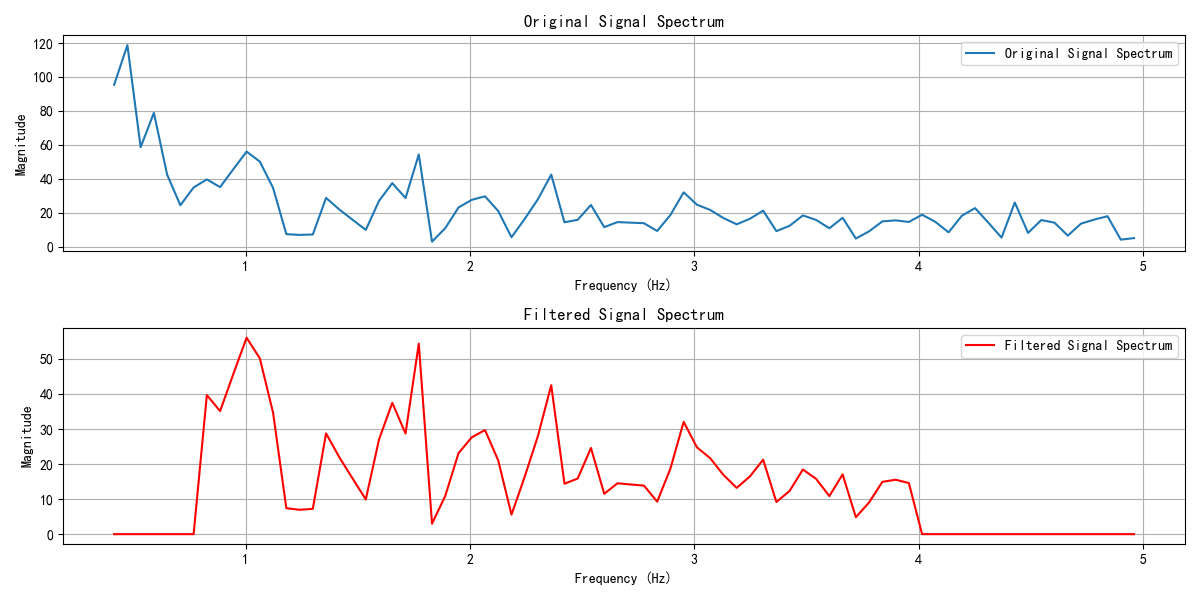 Original Signal Spectrum
Original Signal Spectrum
Magnitude
120
100
80
60
40
20
0
1 2 3 4 5
Frequency (Hz)
Filtered Signal Spectrum
Filtered Signal Spectrum
Magnitude
50
40
30
20
10
0
1 2 3 4 5
Frequency (Hz)